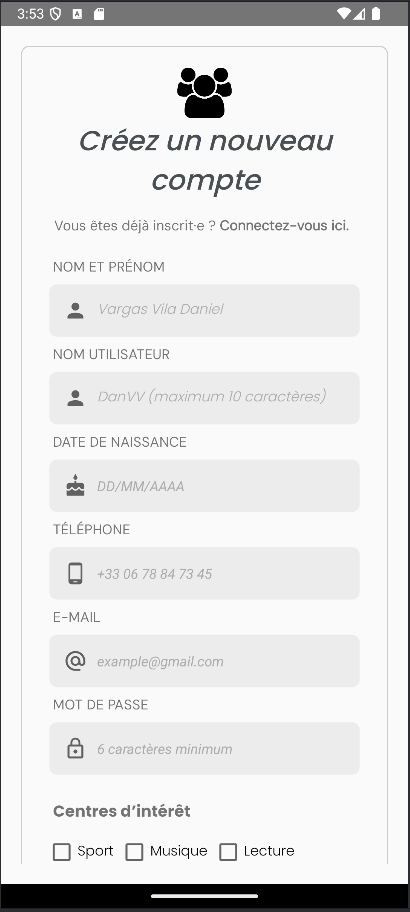 3:53
Créez un nouveau
compte
Vous êtes déjà inscrit·e ? Connectez-vous ici.
NOM ET PRÉNOM
Vargas Vila Daniel
NOM UTILISATEUR
DanVV (maximum 10 caractères)
DATE DE NAISSANCE
DD/MM/AAAA
TÉLÉPHONE
+33 06 78 84 73 45
E-MAIL
example@gmail.com
MOT DE PASSE
6 caractères minimum
Centres d’intérêt
Sport Musique Lecture